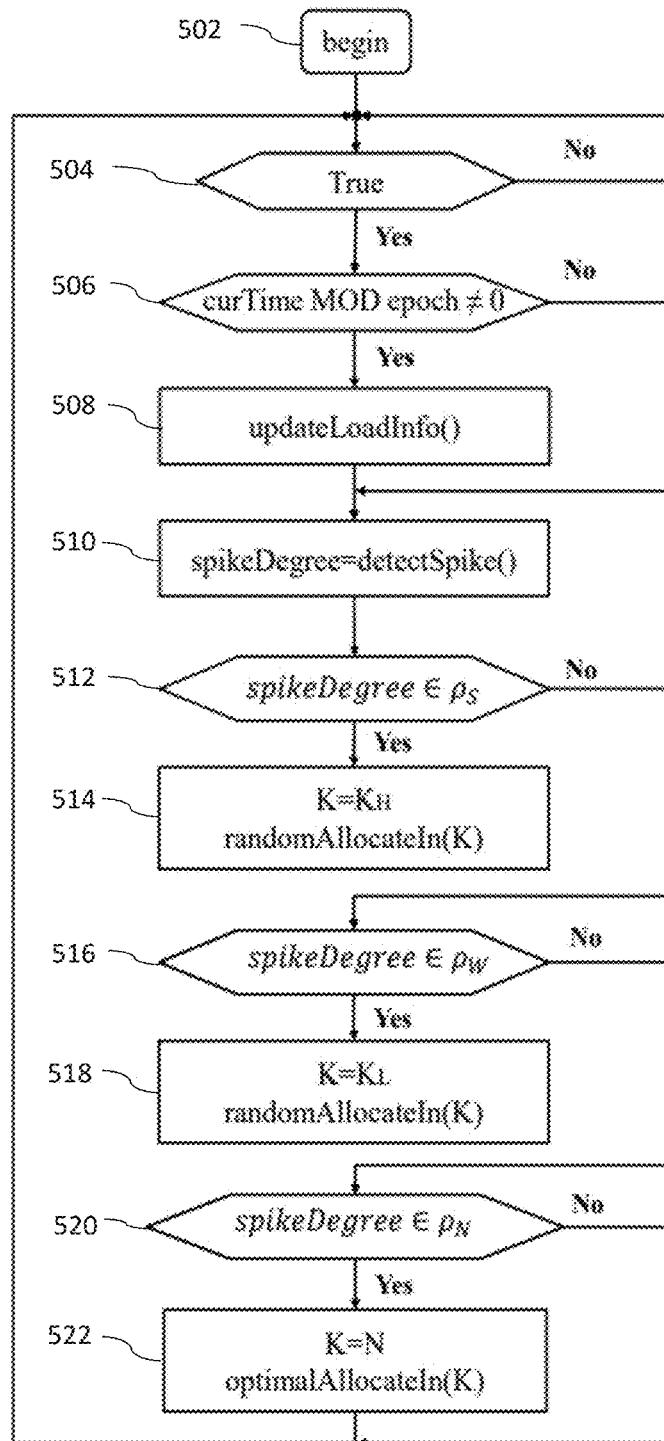 502
begin
504
True
No
Yes
506
curTime MOD epoch ≠ 0
No
Yes
508
updateLoadInfo()
510
spikeDegree=detectSpike()
512
spikeDegree ∈ ρS
No
Yes
514
K=KH
randomAllocateIn(K)
516
spikeDegree ∈ ρW
No
Yes
518
K=KL
randomAllocateIn(K)
520
spikeDegree ∈ ρN
No
Yes
522
K=N
optimalAllocateIn(K)